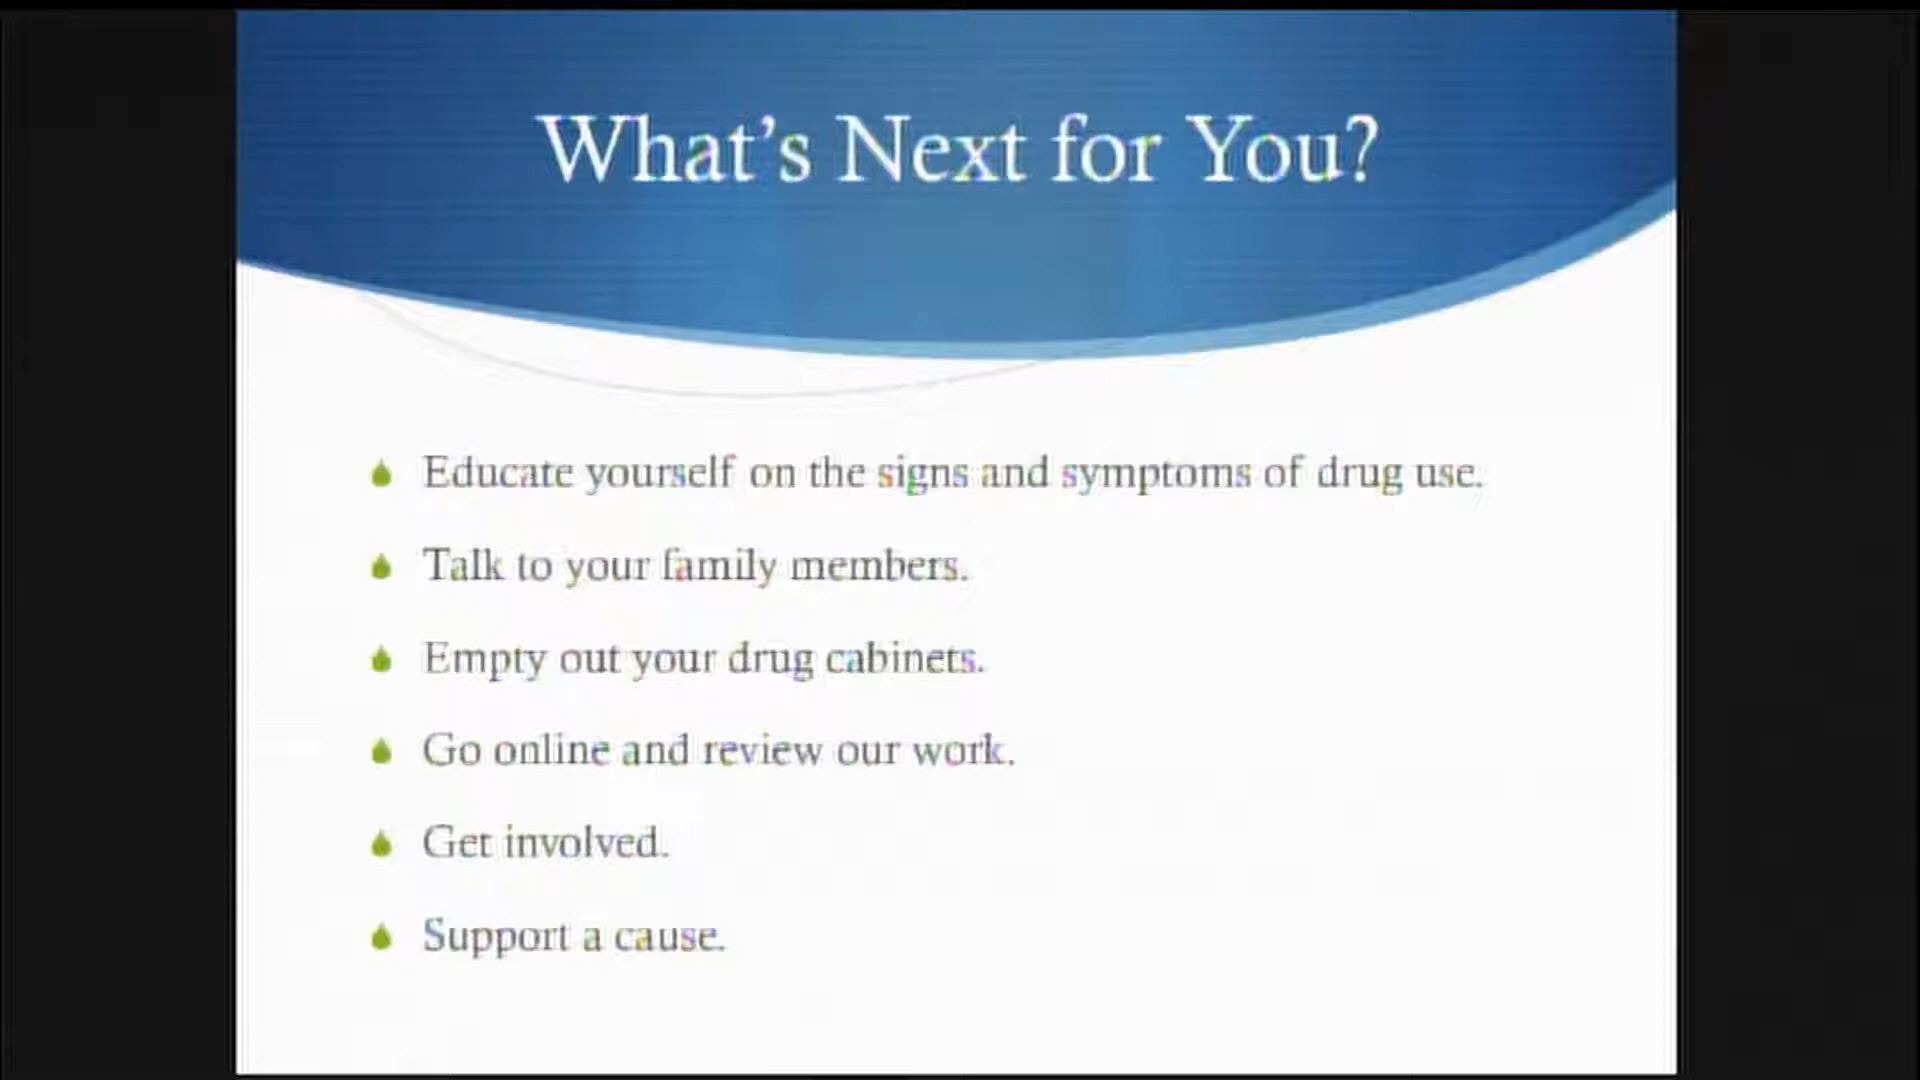 What's Next for You?
Educate yourself on the signs and symptoms of drug use.
Talk to your family members.
Empty out your drug cabinets.
Go online and review our work.
Get involved.
Support a cause.